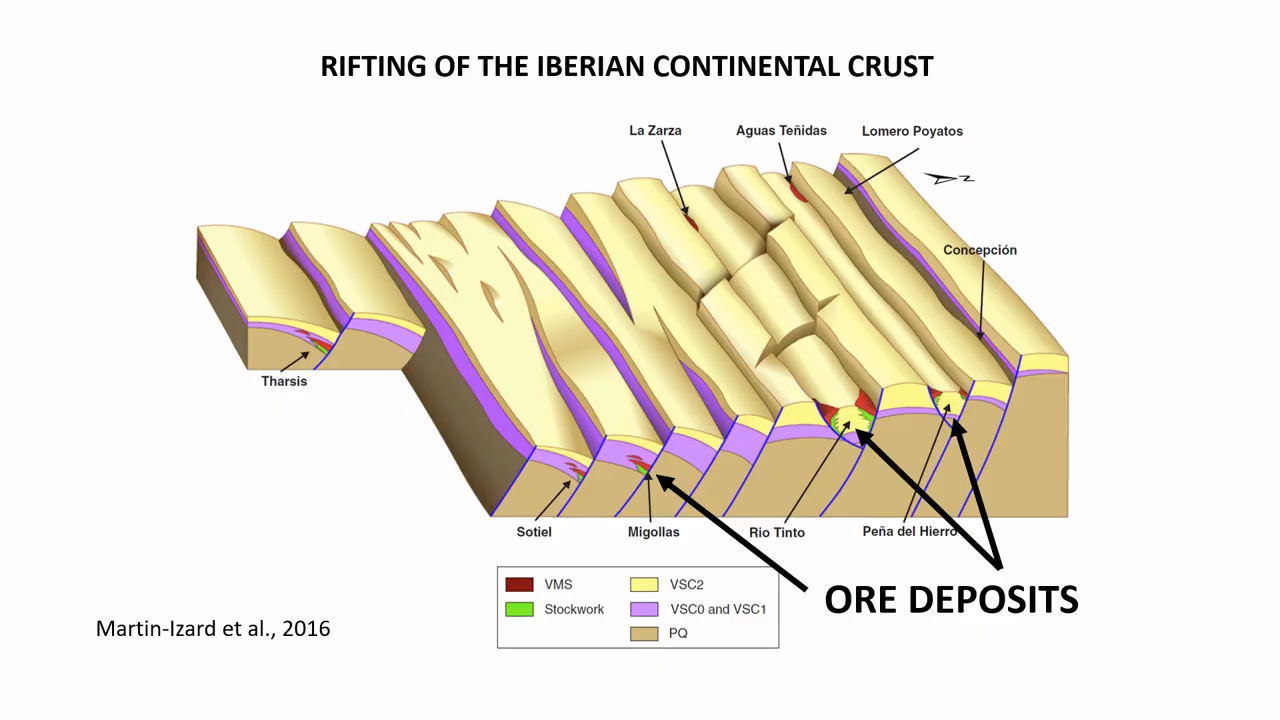 RIFTING OF THE IBERIAN CONTINENTAL CRUST
La Zarza
Aguas Teñidas
Lomero Poyatos
N
Concepción
Tharsis
Sotiel
Migollas
Rio Tinto
Peña del Hierro
VMS
VSC2
Stockwork
VSC0 and VSC1
PQ
ORE DEPOSITS
Martin-Izard et al., 2016